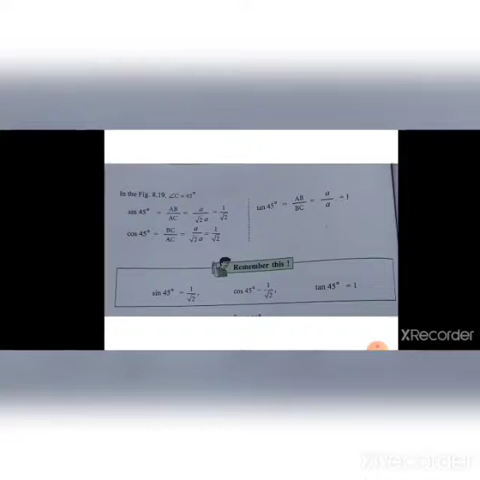 In the Fig. 8.19, ∠C = 45°
sin 45° = AB/AC = a/√2 a = 1/√2
cos 45° = BC/AC = a/√2 a = 1/√2
tan 45° = AB/BC = a/a = 1
Remember this !
sin 45° = 1/√2, cos 45° = 1/√2, tan 45° = 1
XRecorder
XRecorder